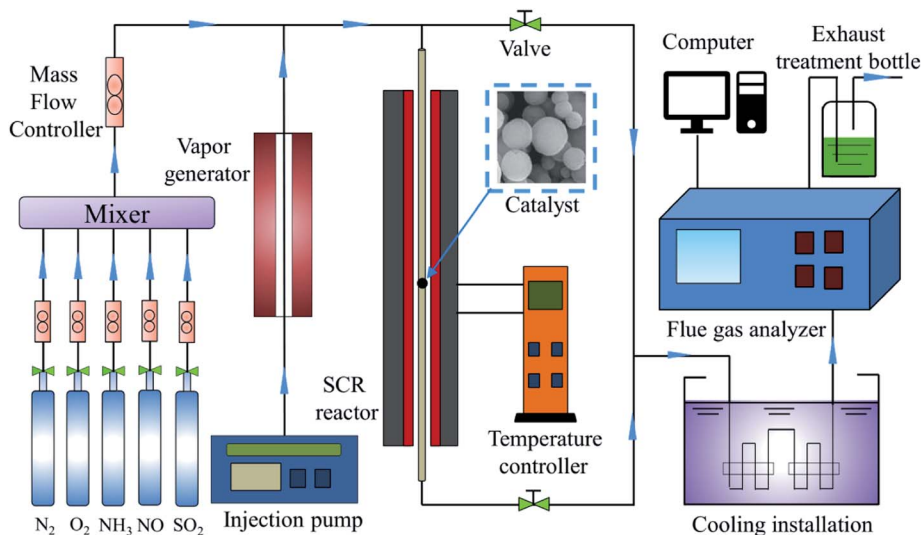 Mass
Flow
Controller
Mixer
N₂
O₂
NH₃
NO
SO₂
Vapor
generator
Injection pump
Valve
Catalyst
SCR
reactor
Temperature
controller
Computer
Exhaust
treatment bottle
Flue gas analyzer
Cooling installation